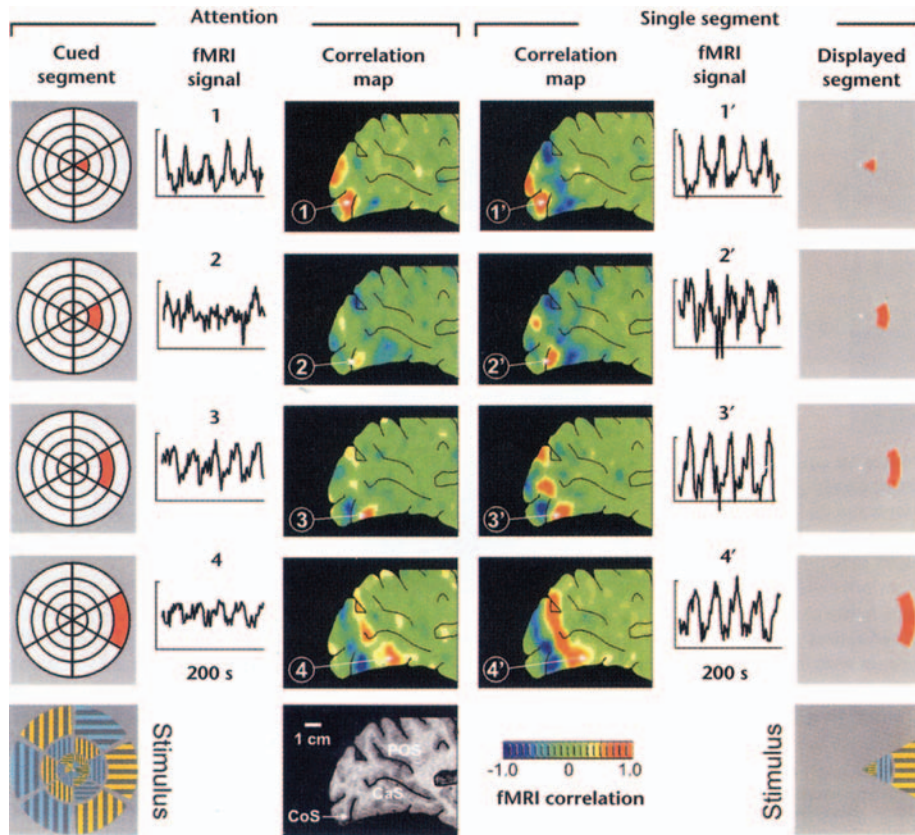 Attention
Single segment
Cued segment
fMRI signal
Correlation map
Correlation map
fMRI signal
Displayed segment
1
1
1′
1′
2
2
2′
2′
3
3
3′
3′
4
4
4′
4′
200 s
200 s
Stimulus
1 cm
POS
CaS
CoS
-1.0 0 1.0
fMRI correlation
Stimulus